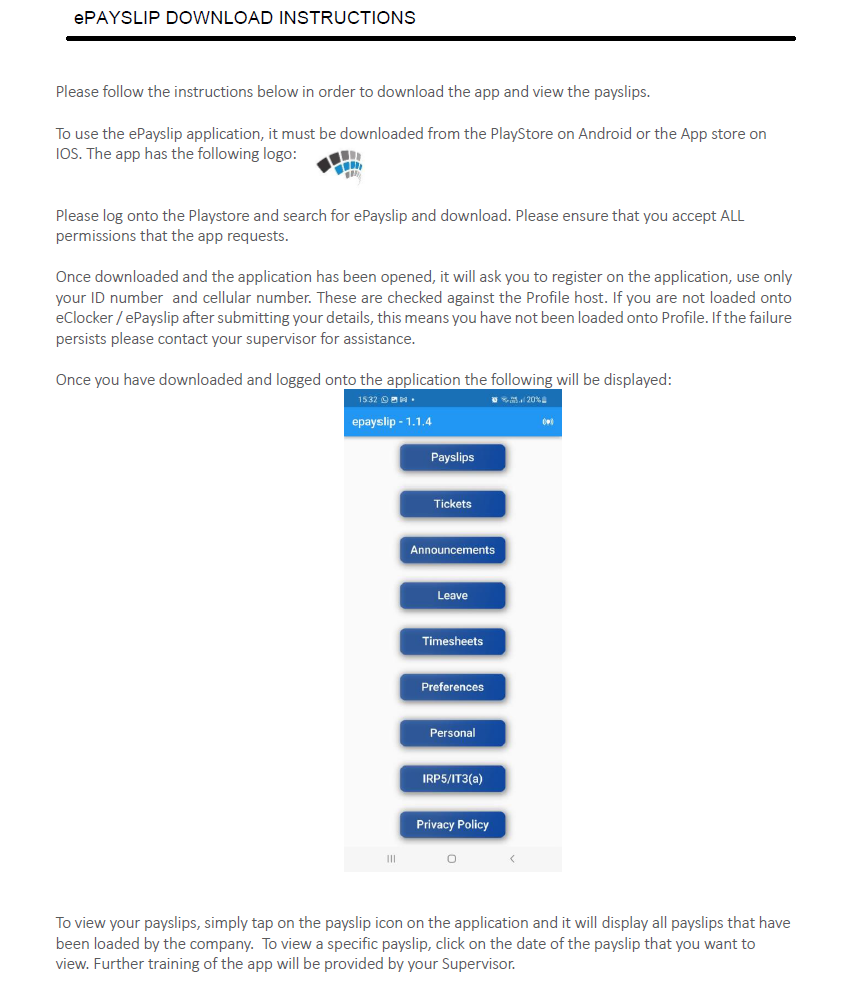 ePAYSLIP DOWNLOAD INSTRUCTIONS
Please follow the instructions below in order to download the app and view the payslips.
To use the ePayslip application, it must be downloaded from the PlayStore on Android or the App store on
IOS. The app has the following logo:
Please log onto the Playstore and search for ePayslip and download. Please ensure that you accept ALL
permissions that the app requests.
Once downloaded and the application has been opened, it will ask you to register on the application, use only
your ID number  and cellular number. These are checked against the Profile host. If you are not loaded onto
eClocker / ePayslip after submitting your details, this means you have not been loaded onto Profile. If the failure
persists please contact your supervisor for assistance.
Once you have downloaded and logged onto the application the following will be displayed:
15:32 20%
epayslip - 1.1.4
Payslips
Tickets
Announcements
Leave
Timesheets
Preferences
Personal
IRP5/IT3(a)
Privacy Policy
To view your payslips, simply tap on the payslip icon on the application and it will display all payslips that have
been loaded by the company.  To view a specific payslip, click on the date of the payslip that you want to
view. Further training of the app will be provided by your Supervisor.